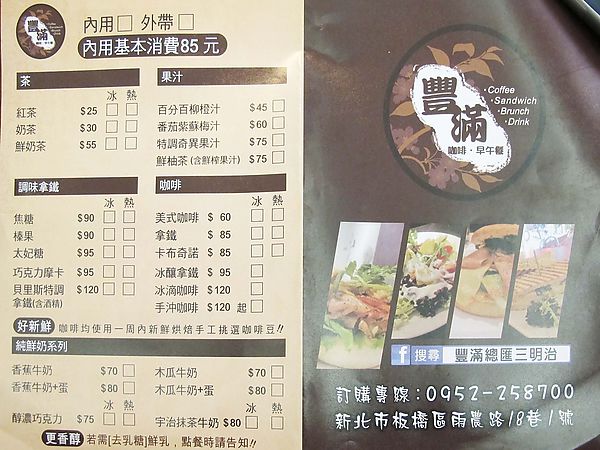 內用□ 外帶□
內用基本消費85元
茶
冰 熱
紅茶 $25 □ □
奶茶 $30 □ □
鮮奶茶 $55 □ □
果汁
百分百柳橙汁 $45 □
番茄紫蘇梅汁 $60 □
特調奇異果汁 $75 □
鮮柚茶(含鮮榨果汁) $75 □
調味拿鐵
冰 熱
焦糖 $90 □ □
榛果 $90 □ □
太妃糖 $95 □ □
巧克力摩卡 $95 □ □
貝里斯特調 $120 □ □
拿鐵(含酒精)
咖啡
冰 熱
美式咖啡 $ 60 □ □
拿鐵 $ 85 □ □
卡布奇諾 $ 85 □ □
冰釀拿鐵 $ 95 □
冰滴咖啡 $120 □
手沖咖啡 $120 起 □
好新鮮 咖啡均使用一周內新鮮烘焙手工挑選咖啡豆!!
純鮮奶系列
香蕉牛奶 $70 □
香蕉牛奶+蛋 $80 □
醇濃巧克力 $75 □ □
木瓜牛奶 $70 □
木瓜牛奶+蛋 $80 □
宇治抹茶牛奶 $80 □ □
更香醇 若需[去乳糖]鮮乳，點餐時請告知!!
豐滿
咖啡・早午餐
・Coffee
・Sandwich
・Brunch
・Drink
f 搜尋 豐滿總匯三明治
訂購專線：0952-258700
新北市板橋區雨農路18巷1號